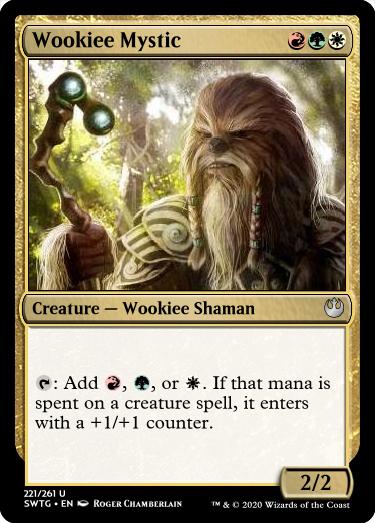 Wookiee Mystic
Creature — Wookiee Shaman
: Add , , or . If that mana is
spent on a creature spell, it enters
with a +1/+1 counter.
2/2
221/261 U
SWTG • EN Roger Chamberlain
™ & © 2020 Wizards of the Coast